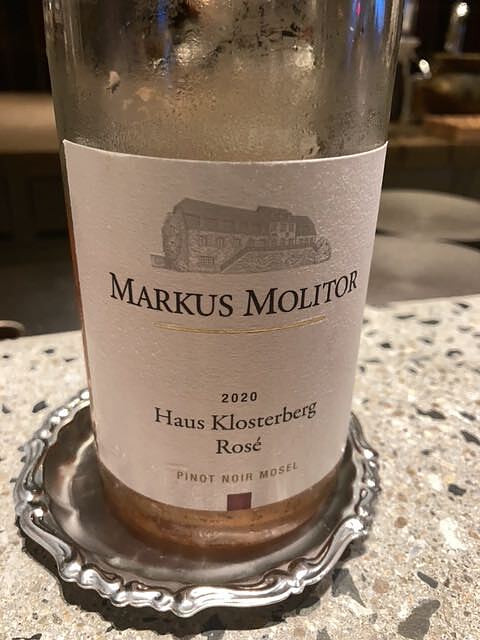 MARKUS MOLITOR
2020
Haus Klosterberg
Rosé
PINOT NOIR MOSEL